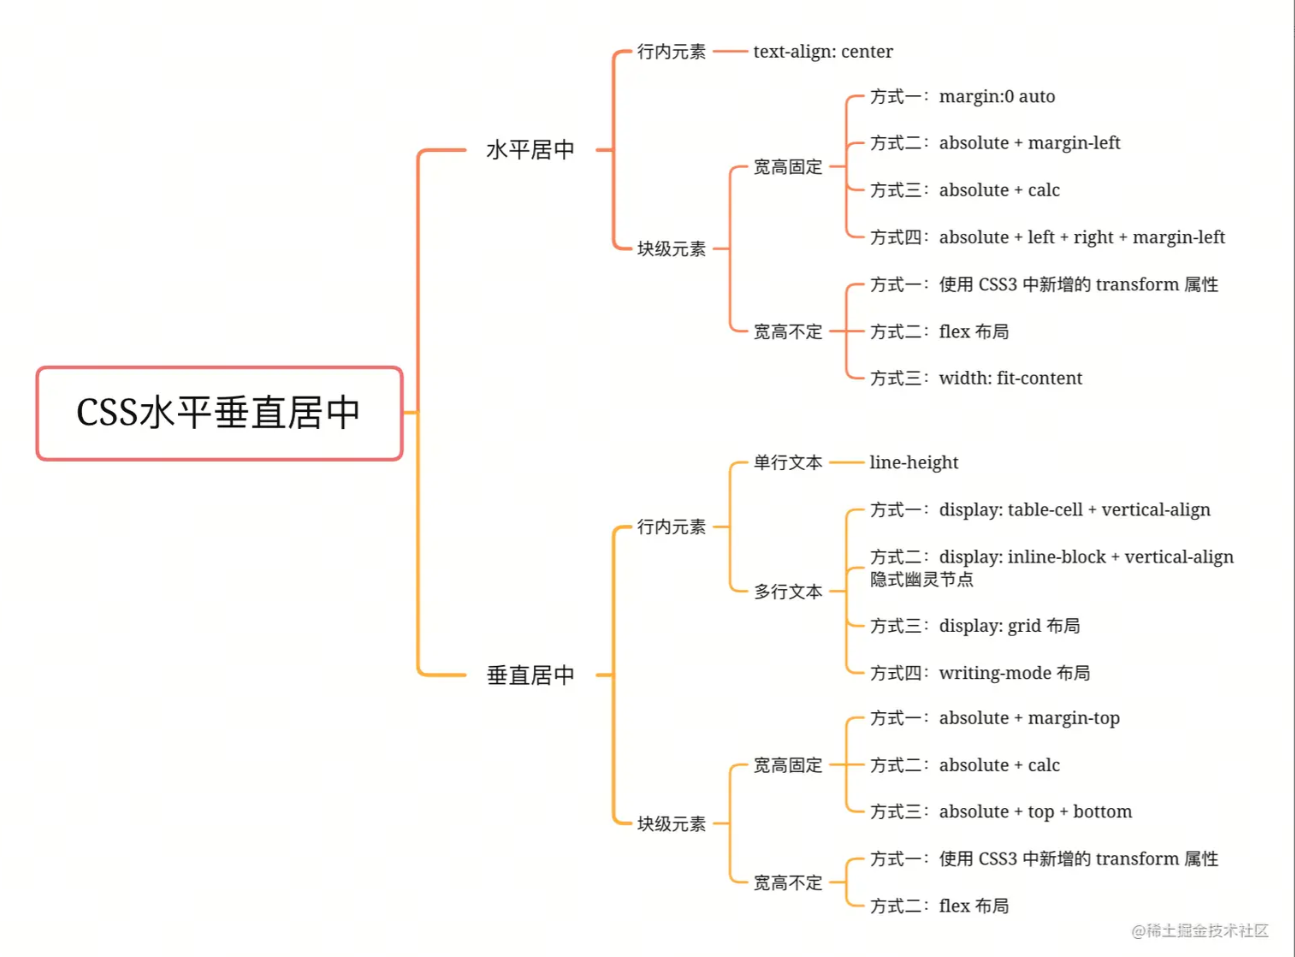 CSS水平垂直居中
水平居中
行内元素
text-align: center
块级元素
宽高固定
方式一：margin:0 auto
方式二：absolute + margin-left
方式三：absolute + calc
方式四：absolute + left + right + margin-left
宽高不定
方式一：使用 CSS3 中新增的 transform 属性
方式二：flex 布局
方式三：width: fit-content
垂直居中
行内元素
单行文本
line-height
多行文本
方式一：display: table-cell + vertical-align
方式二：display: inline-block + vertical-align
隐式幽灵节点
方式三：display: grid 布局
方式四：writing-mode 布局
块级元素
宽高固定
方式一：absolute + margin-top
方式二：absolute + calc
方式三：absolute + top + bottom
宽高不定
方式一：使用 CSS3 中新增的 transform 属性
方式二：flex 布局
@稀土掘金技术社区